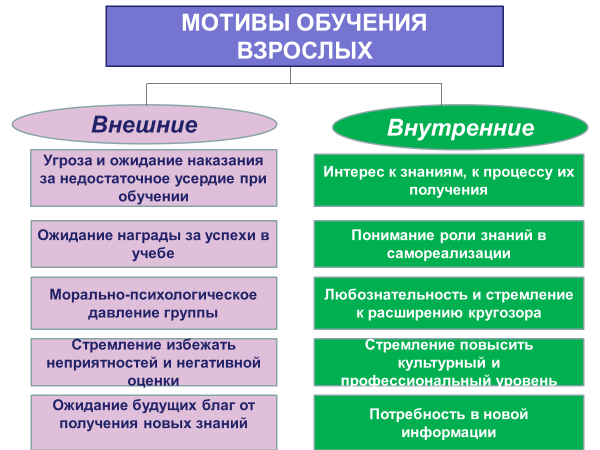 МОТИВЫ ОБУЧЕНИЯ
ВЗРОСЛЫХ
Внешние
Угроза и ожидание наказания
за недостаточное усердие при
обучении
Ожидание награды за успехи в
учебе
Морально-психологическое
давление группы
Стремление избежать
неприятностей и негативной
оценки
Ожидание будущих благ от
получения новых знаний
Внутренние
Интерес к знаниям, к процессу их
получения
Понимание роли знаний в
самореализации
Любознательность и стремление
к расширению кругозора
Стремление повысить
культурный и
профессиональный уровень
Потребность в новой
информации